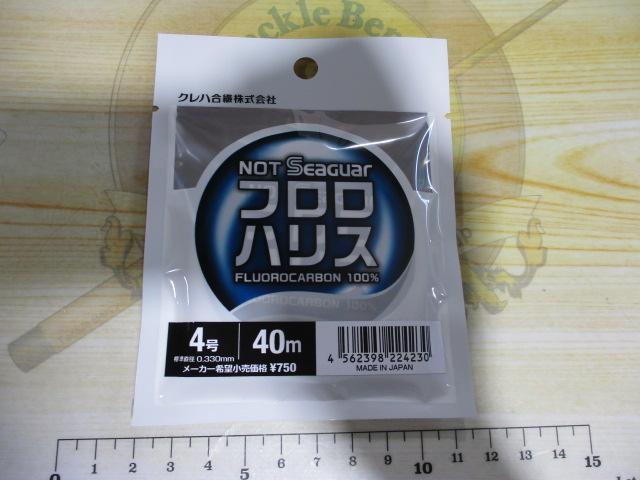 クレハ合繊株式会社
NOT Seaguar
フロロ
ハリス
FLUOROCARBON 100%
FLUOROCARBON 100%
4号
標準直径 0.330mm
40m
メーカー希望小売価格 ¥750
4 562398 224230
MADE IN JAPAN
0 1 2 3 4 5 6 7 8 9 10 11 12 13 14 15